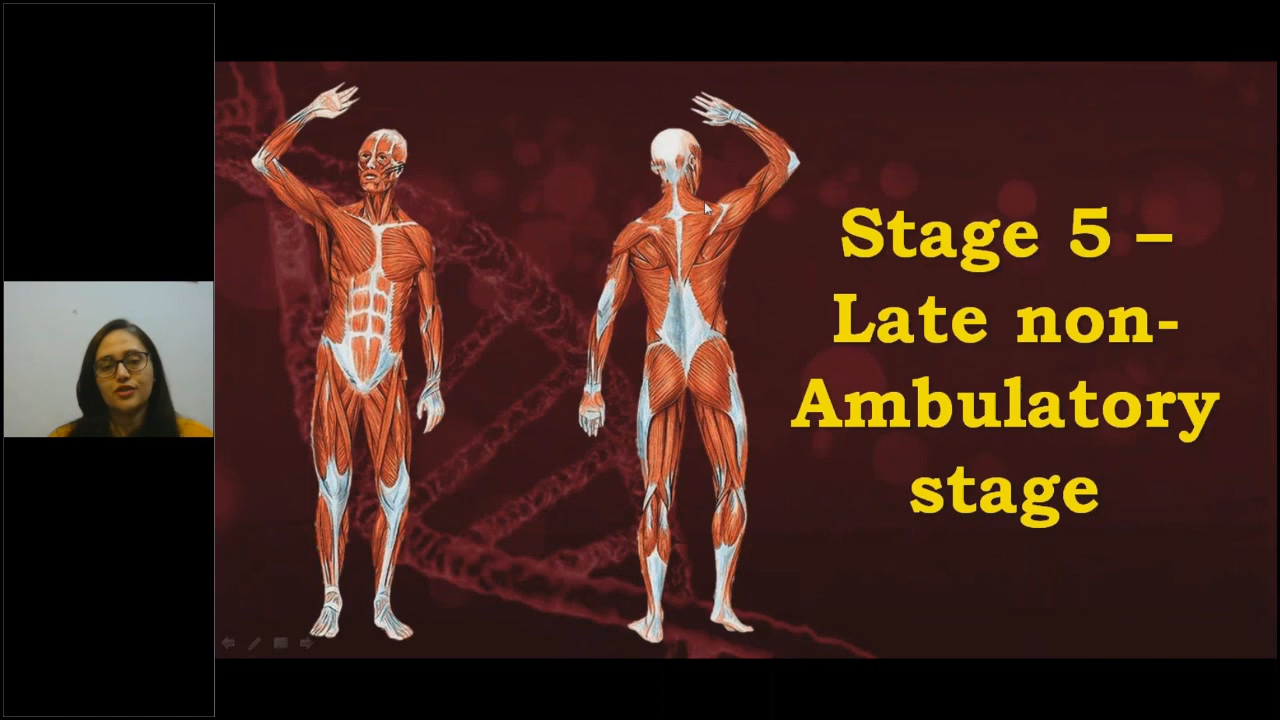 Stage 5 –
Late non-
Ambulatory
stage